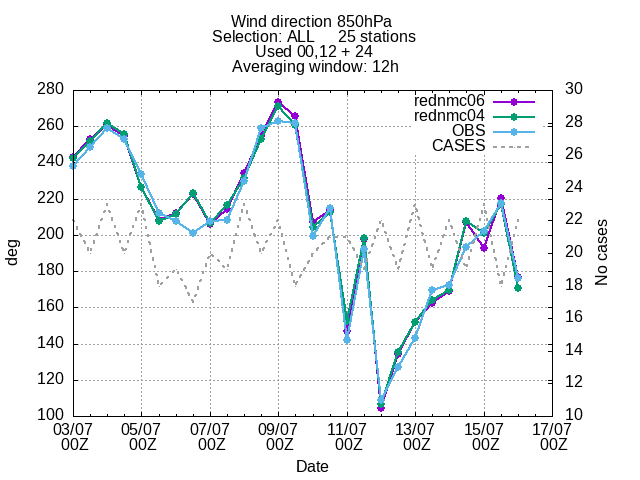 Wind direction 850hPa
Selection: ALL 25 stations
Used 00,12 + 24
Averaging window: 12h
280 30
rednmc06
rednmc04
OBS
CASES
260 28
240 26
220 24
200 22
180 20
160 18
140 16
120 14
100 12
10
deg
No cases
03/07 05/07 07/07 09/07 11/07 13/07 15/07 17/07
00Z 00Z 00Z 00Z 00Z 00Z 00Z 00Z
Date